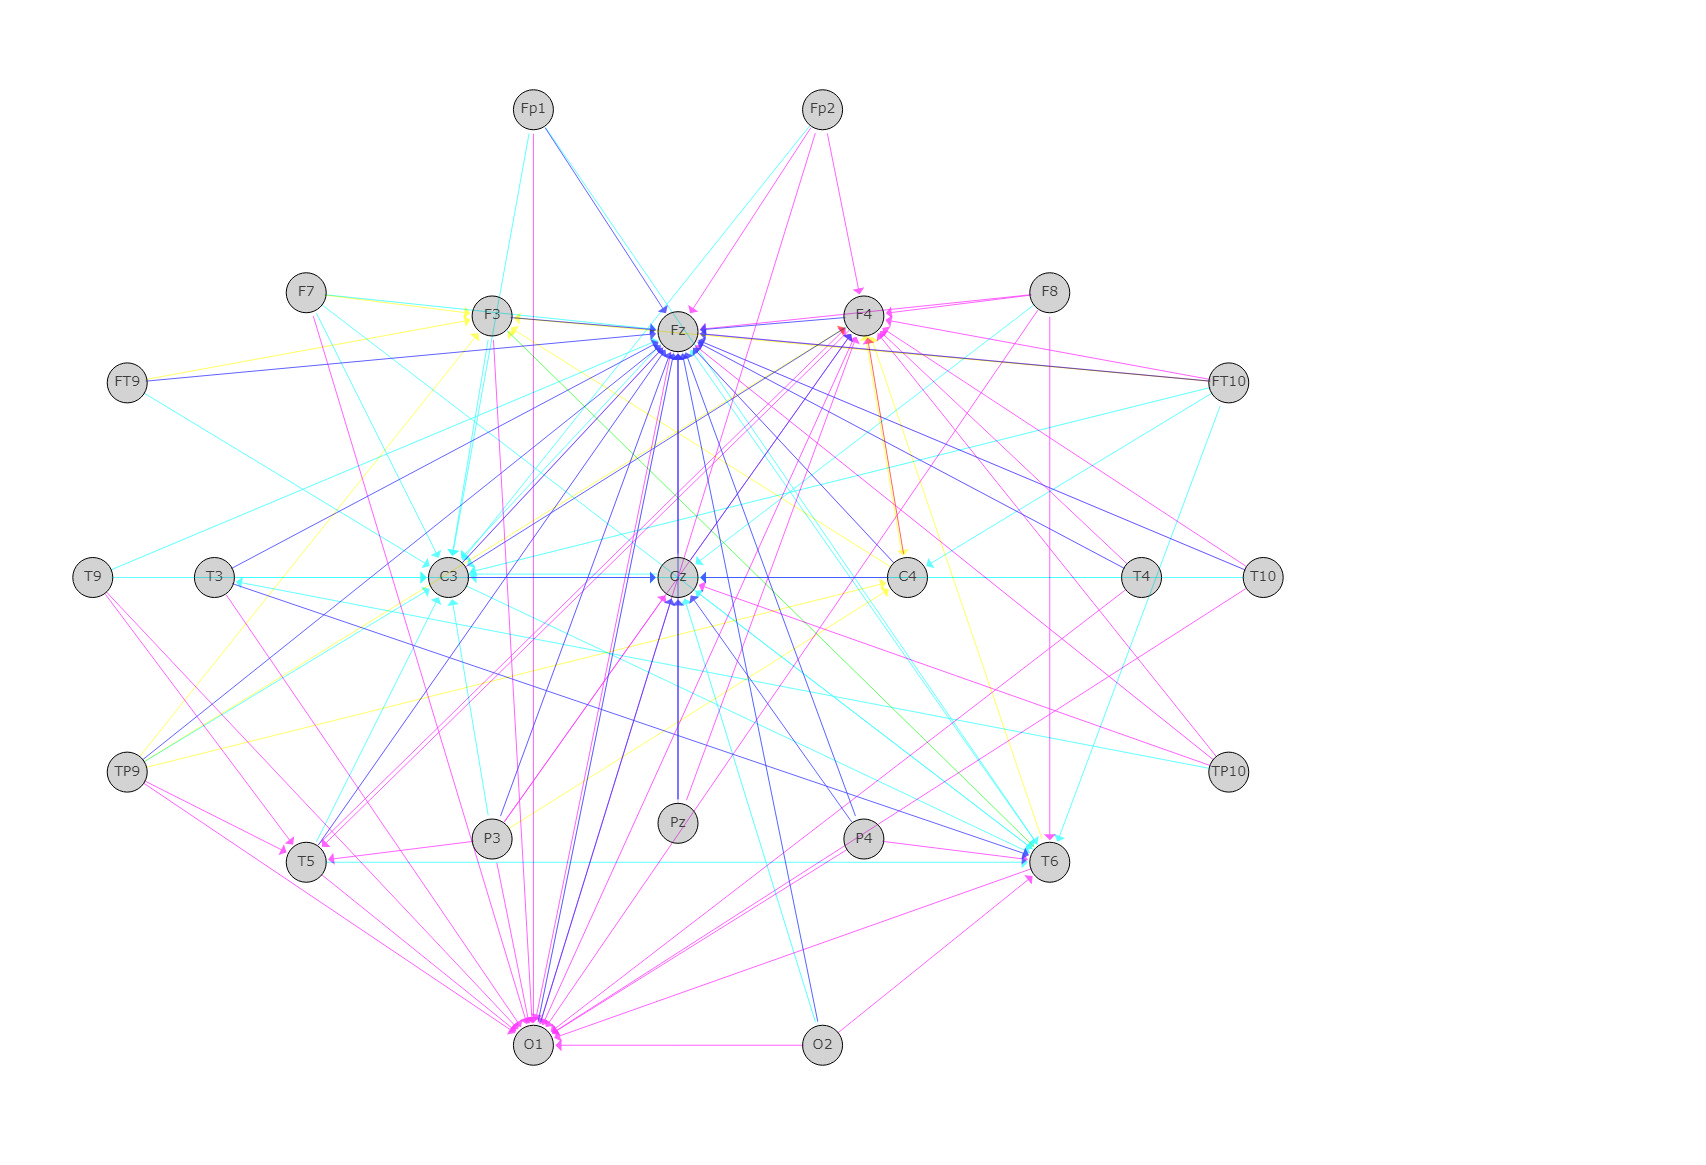 Fp1 Fp2
F7 F3 Fz F4 F8
FT9 FT10
T9 T3 C3 Cz C4 T4 T10
TP9 TP10
T5 P3 Pz P4 T6
O1 O2